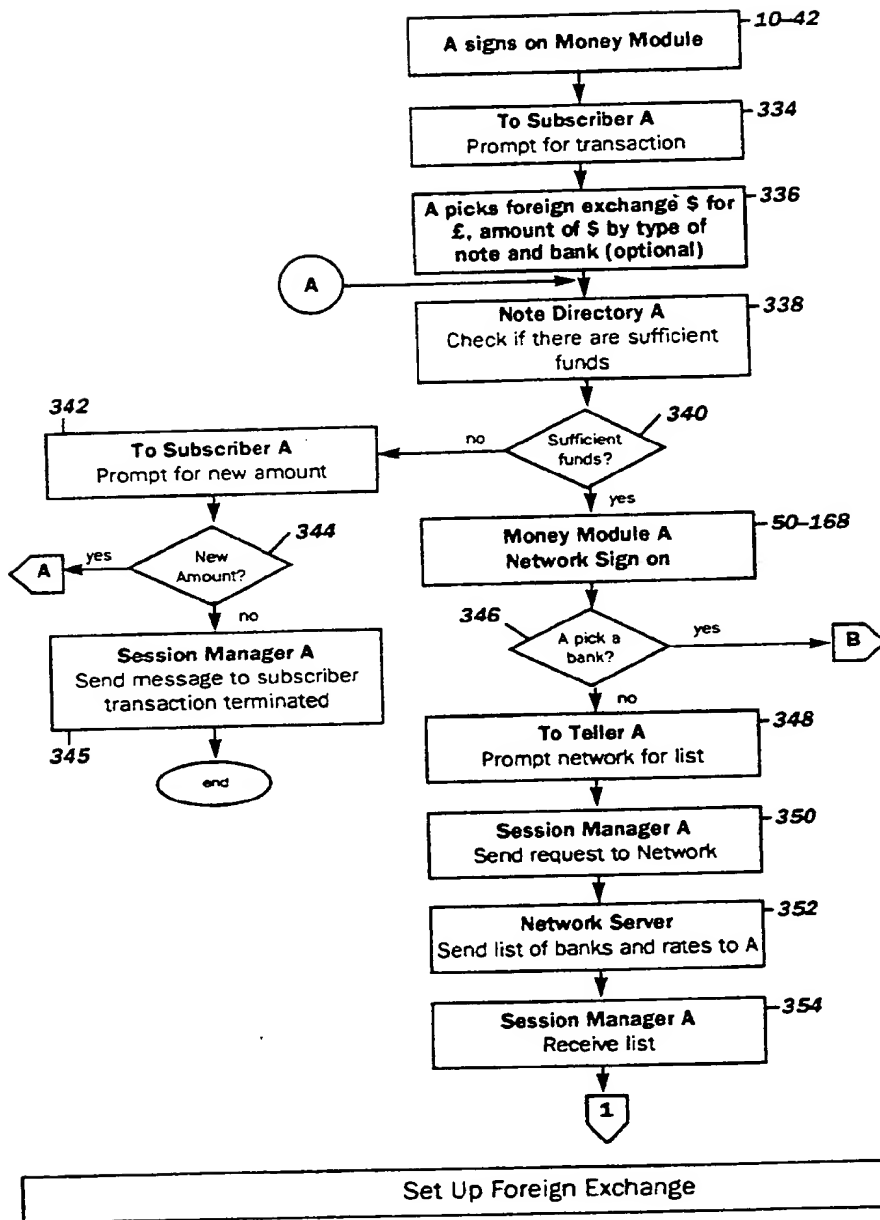 10–42
A signs on Money Module
334
To Subscriber A
Prompt for transaction
336
A picks foreign exchange $ for
£, amount of $ by type of
note and bank (optional)
A
338
Note Directory A
Check if there are sufficient
funds
340
Sufficient
funds?
no
yes
342
To Subscriber A
Prompt for new amount
344
New
Amount?
yes
A
no
Session Manager A
Send message to subscriber
transaction terminated
345
end
50–168
Money Module A
Network Sign on
346
A pick a
bank?
yes
B
no
348
To Teller A
Prompt network for list
350
Session Manager A
Send request to Network
352
Network Server
Send list of banks and rates to A
354
Session Manager A
Receive list
1
Set Up Foreign Exchange